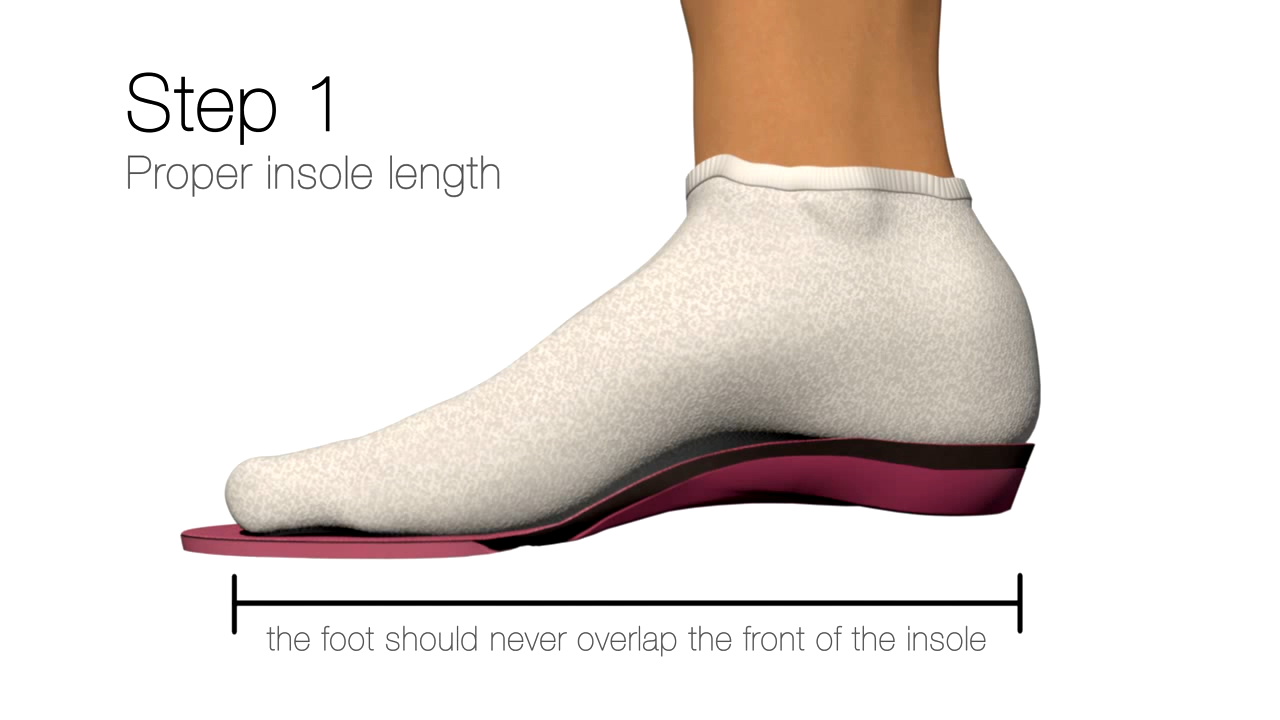 Step 1
Proper insole length
the foot should never overlap the front of the insole